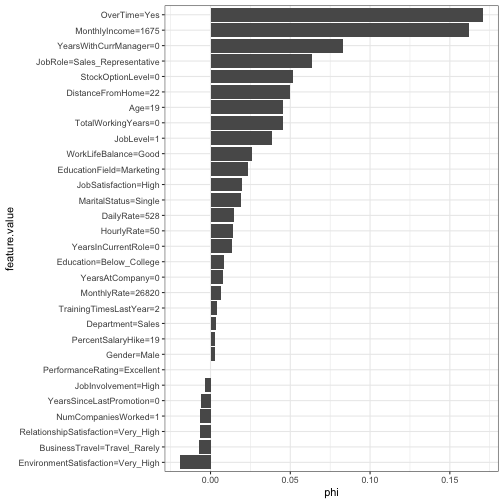 feature.value
OverTime=Yes
MonthlyIncome=1675
YearsWithCurrManager=0
JobRole=Sales_Representative
StockOptionLevel=0
DistanceFromHome=22
Age=19
TotalWorkingYears=0
JobLevel=1
WorkLifeBalance=Good
EducationField=Marketing
JobSatisfaction=High
MaritalStatus=Single
DailyRate=528
HourlyRate=50
YearsInCurrentRole=0
Education=Below_College
YearsAtCompany=0
MonthlyRate=26820
TrainingTimesLastYear=2
Department=Sales
PercentSalaryHike=19
Gender=Male
PerformanceRating=Excellent
JobInvolvement=High
YearsSinceLastPromotion=0
NumCompaniesWorked=1
RelationshipSatisfaction=Very_High
BusinessTravel=Travel_Rarely
EnvironmentSatisfaction=Very_High
0.00 0.05 0.10 0.15
phi